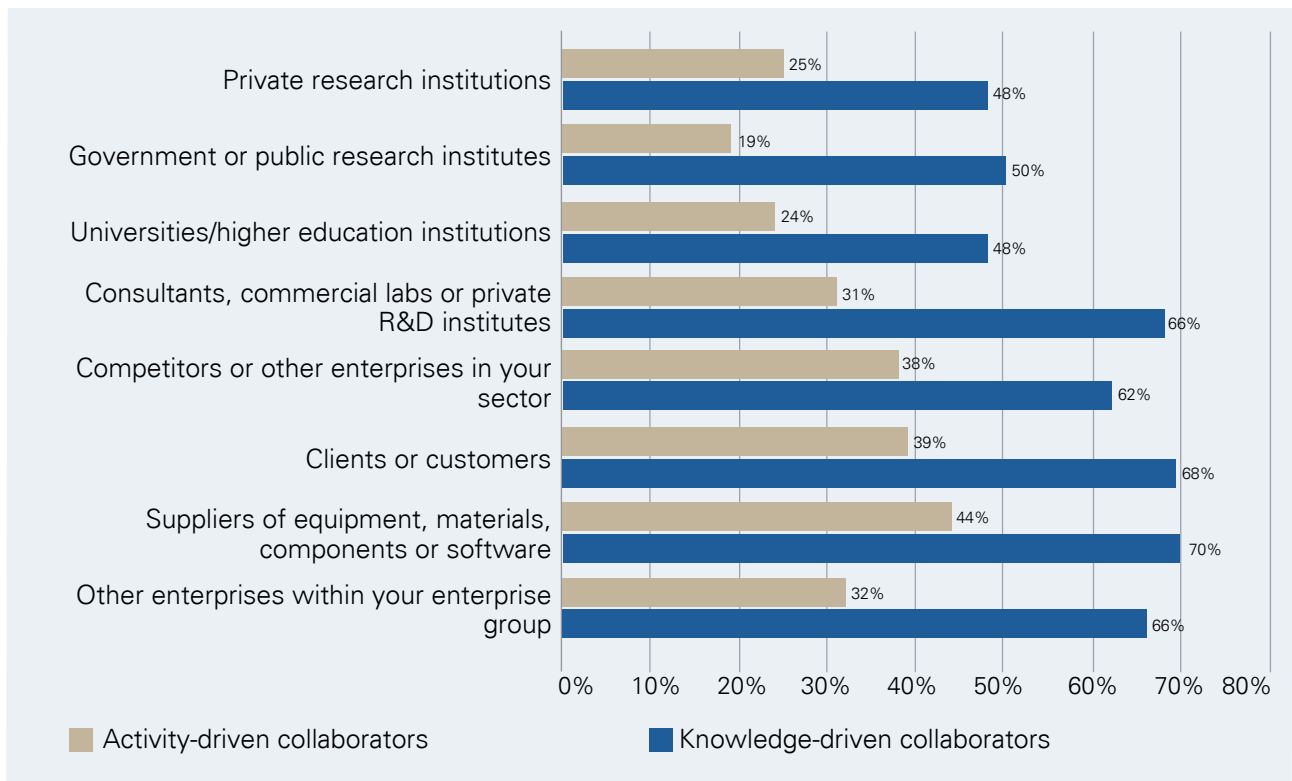 Private research institutions
25%
48%
Government or public research institutes
19%
50%
Universities/higher education institutions
24%
48%
Consultants, commercial labs or private
R&D institutes
31%
66%
Competitors or other enterprises in your
sector
38%
62%
Clients or customers
39%
68%
Suppliers of equipment, materials,
components or software
44%
70%
Other enterprises within your enterprise
group
32%
66%
0% 10% 20% 30% 40% 50% 60% 70% 80%
Activity-driven collaborators
Knowledge-driven collaborators